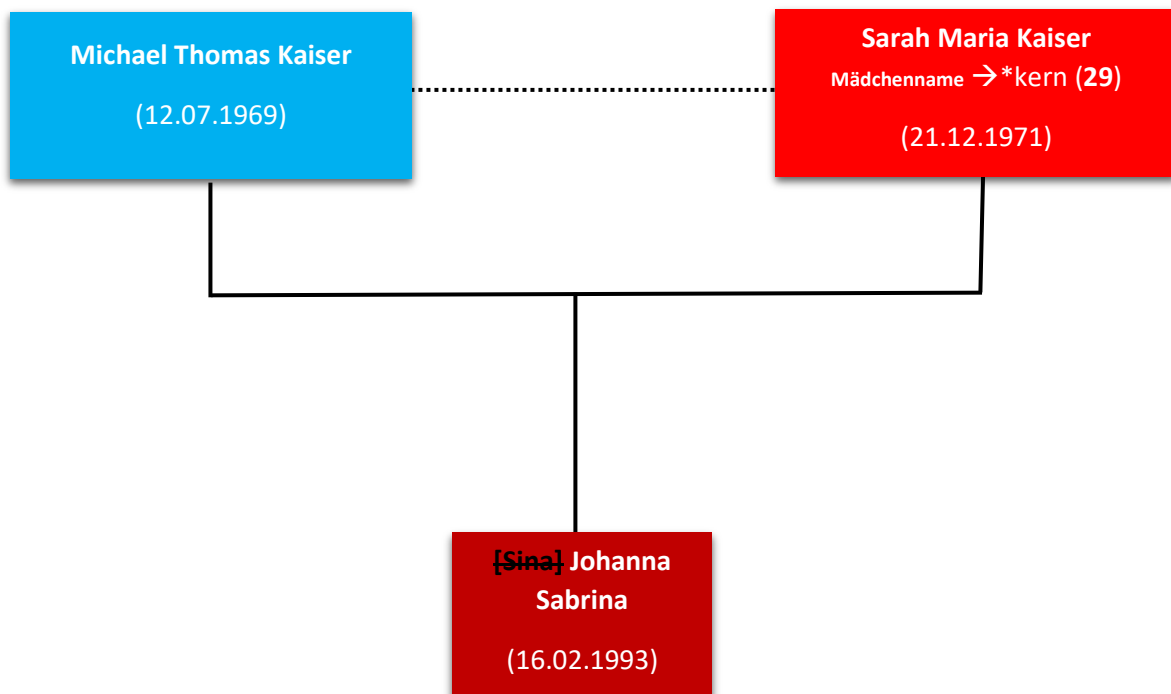 Michael Thomas Kaiser
(12.07.1969)
Sarah Maria Kaiser
Mädchenname → *kern (29)
(21.12.1971)
[Sina] Johanna
Sabrina
(16.02.1993)